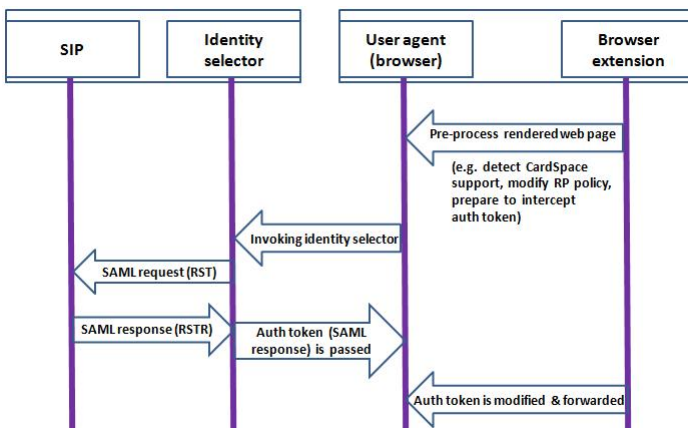 SIP
Identity
selector
User agent
(browser)
Browser
extension
Pre-process rendered web page
(e.g. detect CardSpace
support, modify RP policy,
prepare to intercept
auth token)
Invoking identity selector
SAML request (RST)
SAML response (RSTR)
Auth token (SAML
response) is passed
Auth token is modified & forwarded